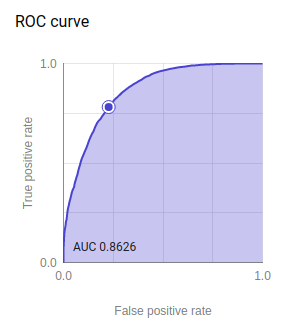 ROC curve
1.0
True positive rate
AUC 0.8626
0.0
0.0 1.0
False positive rate